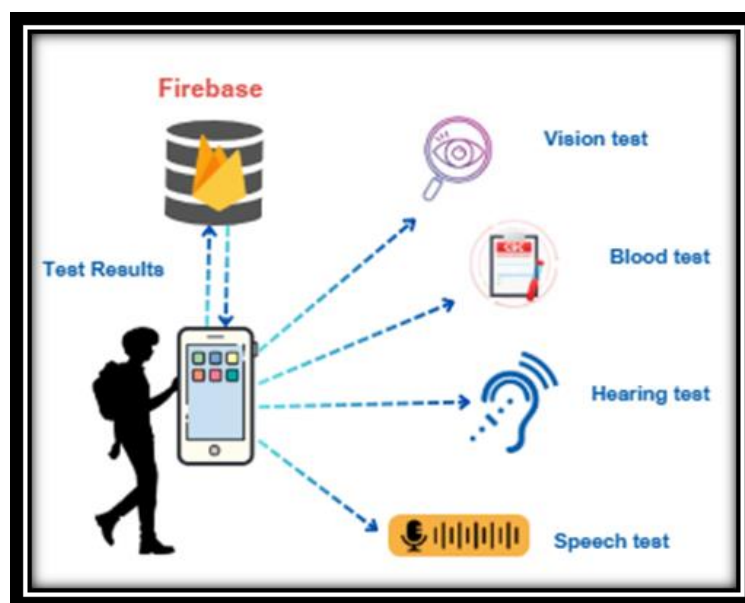 Firebase
Vision test
Blood test
Test Results
Hearing test
Speech test